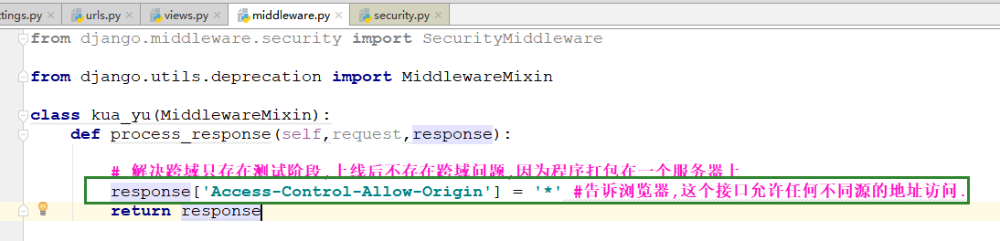 ttings.py urls.py views.py middleware.py security.py
from django.middleware.security import SecurityMiddleware
from django.utils.deprecation import MiddlewareMixin
class kua_yu(MiddlewareMixin):
def process_response(self,request,response):
# 解决跨域只存在测试阶段,上线后不存在跨域问题,因为程序打包在一个服务器上
response['Access-Control-Allow-Origin'] = '*' #告诉浏览器,这个接口允许任何不同源的地址访问.
return response